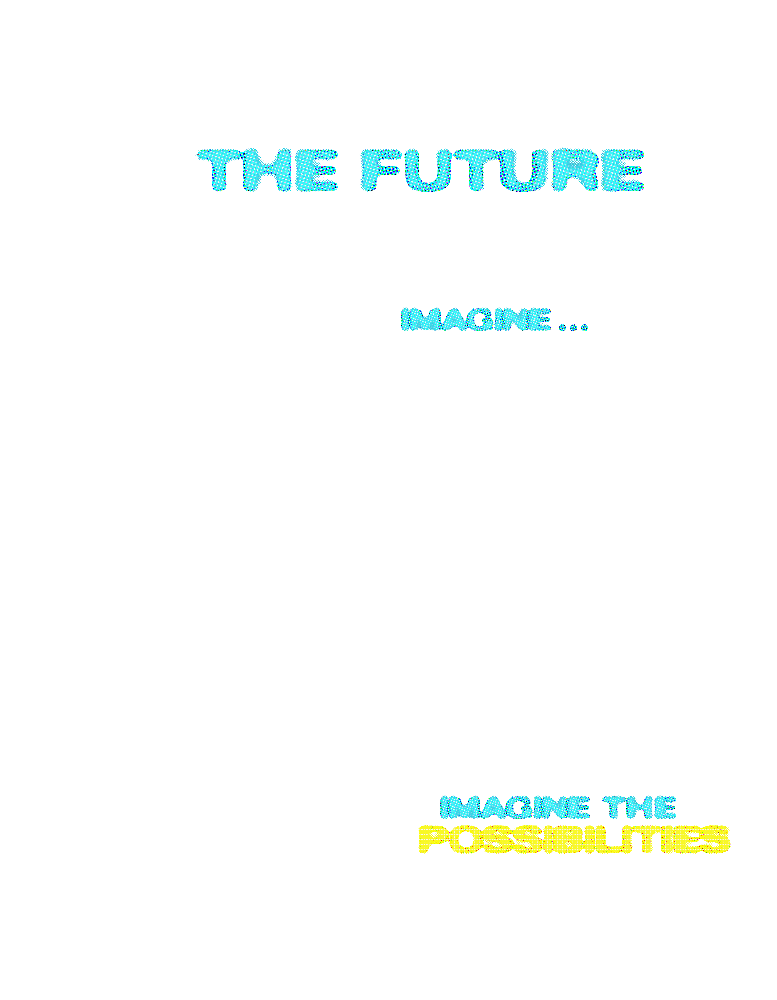 THE FUTURE
IMAGINE...
IMAGINE THE
POSSIBILITIES